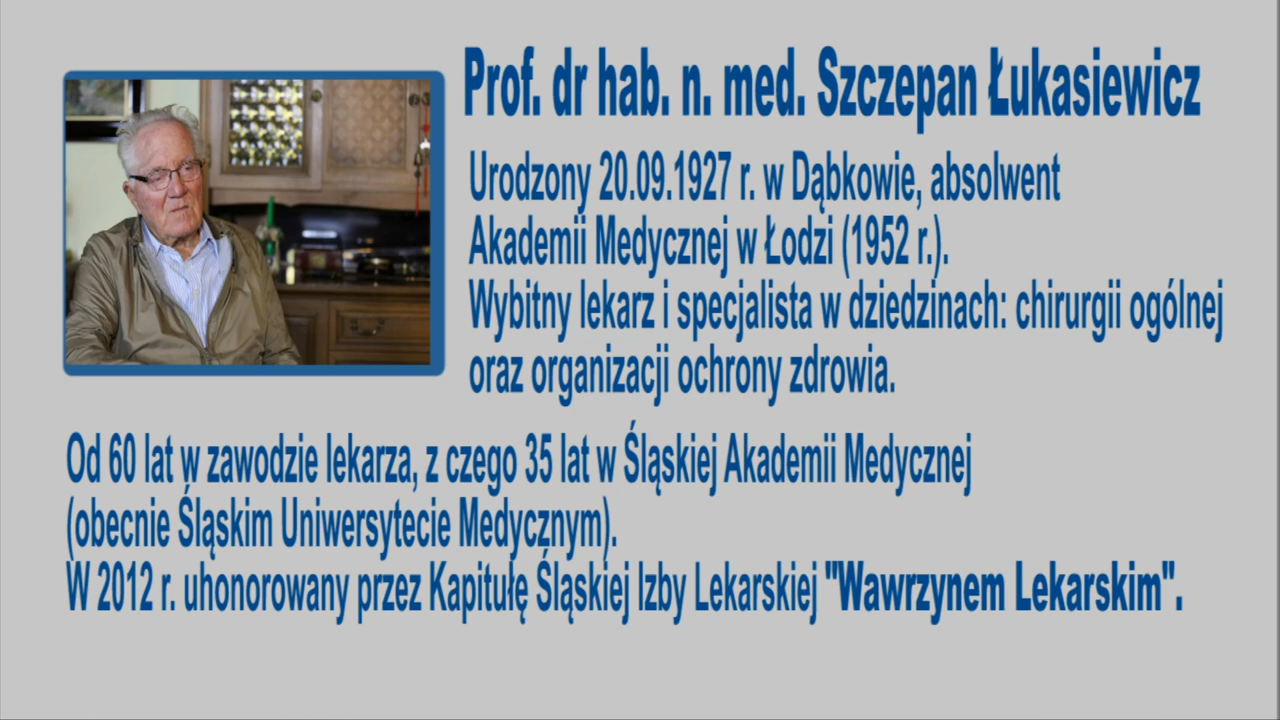 Prof. dr hab. n. med. Szczepan Łukasiewicz
Urodzony 20.09.1927 r. w Dąbkowie, absolwent
Akademii Medycznej w Łodzi (1952 r.).
Wybitny lekarz i specjalista w dziedzinach: chirurgii ogólnej
oraz organizacji ochrony zdrowia.
Od 60 lat w zawodzie lekarza, z czego 35 lat w Śląskiej Akademii Medycznej
(obecnie Śląskim Uniwersytecie Medycznym).
W 2012 r. uhonorowany przez Kapitułę Śląskiej Izby Lekarskiej "Wawrzynem Lekarskim".